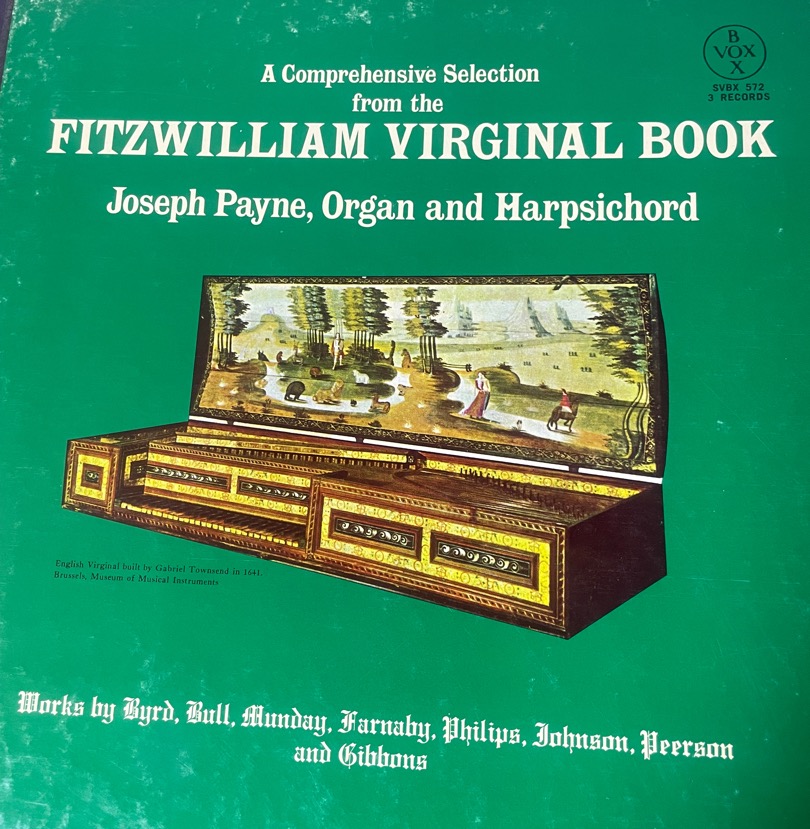 A Comprehensive Selection
from the
FITZWILLIAM VIRGINAL BOOK
Joseph Payne, Organ and Harpsichord
B
VOX
X
SVBX 572
3 RECORDS
English Virginal built by Gabriel Townsend in 1641.
Brussels, Museum of Musical Instruments
Works by Byrd, Bull, Munday, Farnaby, Philips, Johnson, Peerson
and Gibbons